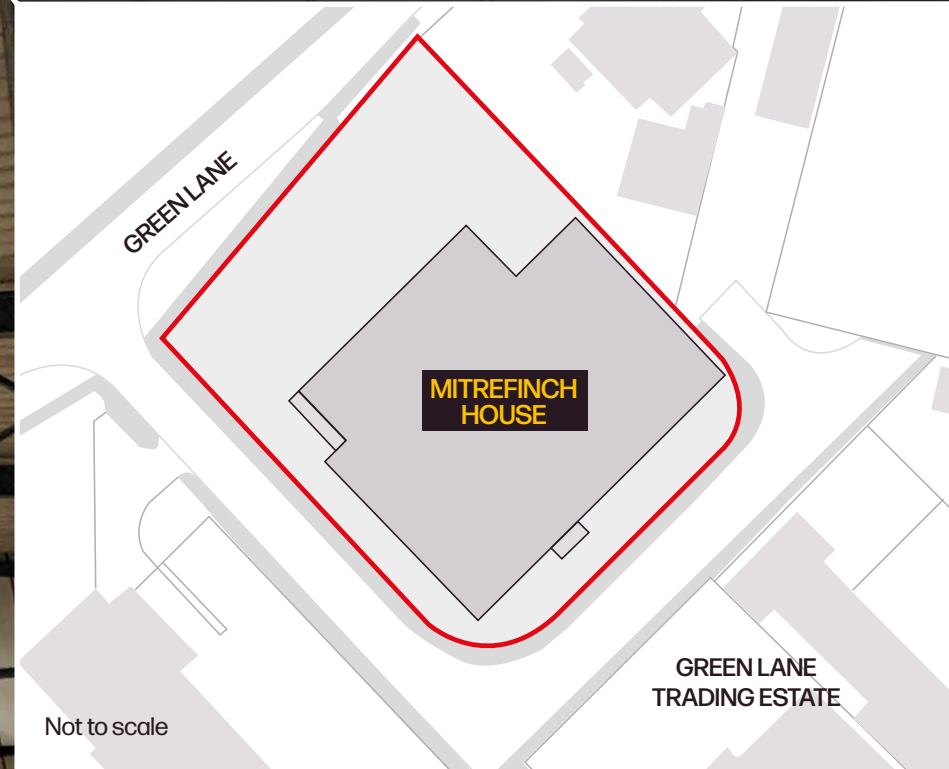 GREEN LANE
MITREFINCH
HOUSE
GREEN LANE
TRADING ESTATE
Not to scale